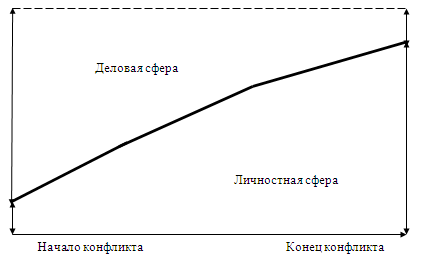 Деловая сфера
Личностная сфера
Начало конфликта
Конец конфликта